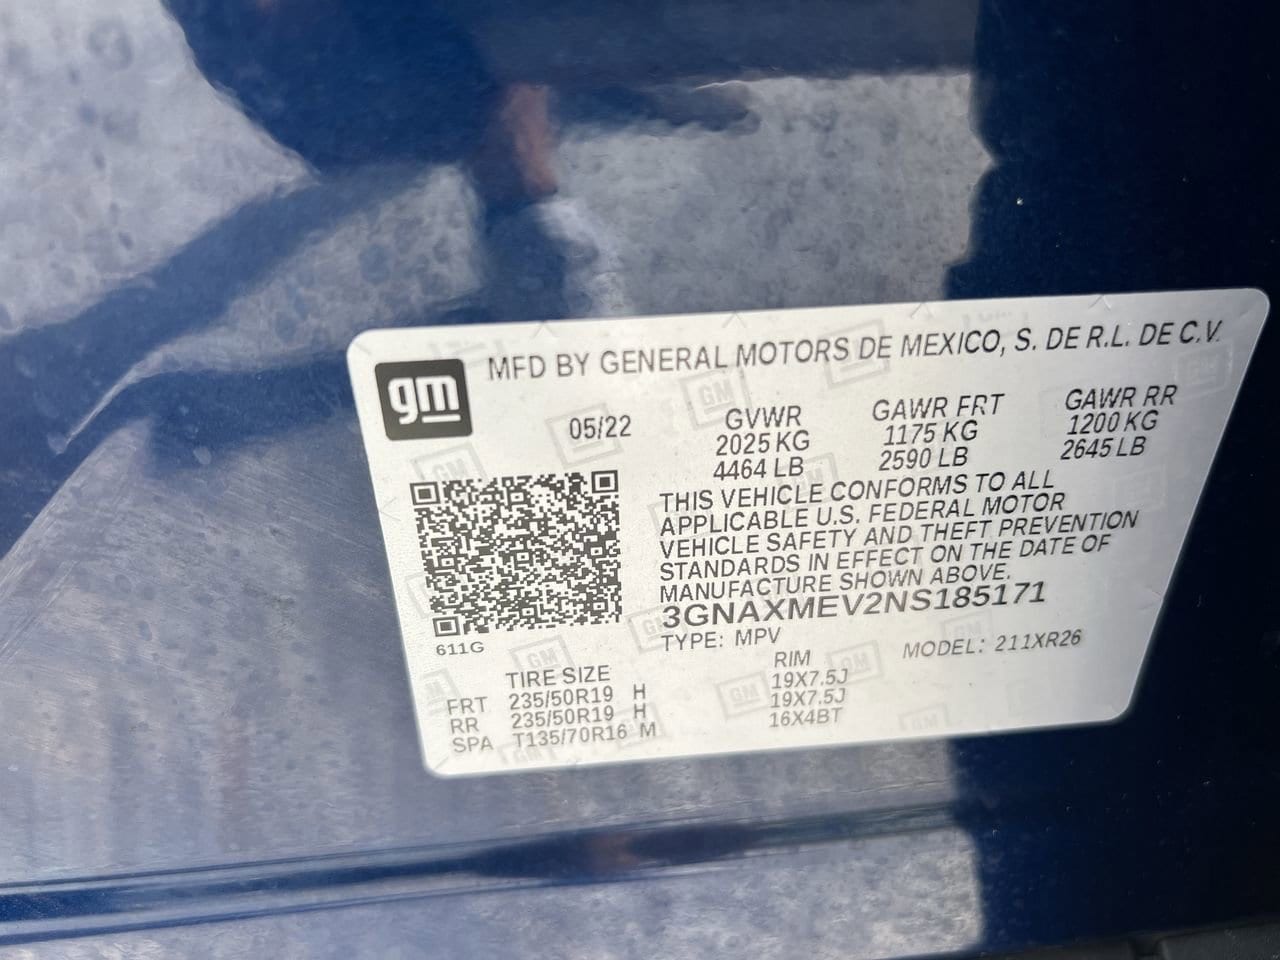 gm
MFD BY GENERAL MOTORS DE MEXICO, S. DE R.L. DE C.V.
05/22
GVWR
2025 KG
4464 LB
GAWR FRT
1175 KG
2590 LB
GAWR RR
1200 KG
2645 LB
THIS VEHICLE CONFORMS TO ALL
APPLICABLE U.S. FEDERAL MOTOR
VEHICLE SAFETY AND THEFT PREVENTION
STANDARDS IN EFFECT ON THE DATE OF
MANUFACTURE SHOWN ABOVE.
3GNAXMEV2NS185171
TYPE: MPV
MODEL: 211XR26
611G
TIRE SIZE RIM
FRT 235/50R19 H 19X7.5J
RR 235/50R19 H 19X7.5J
SPA T135/70R16 M 16X4BT